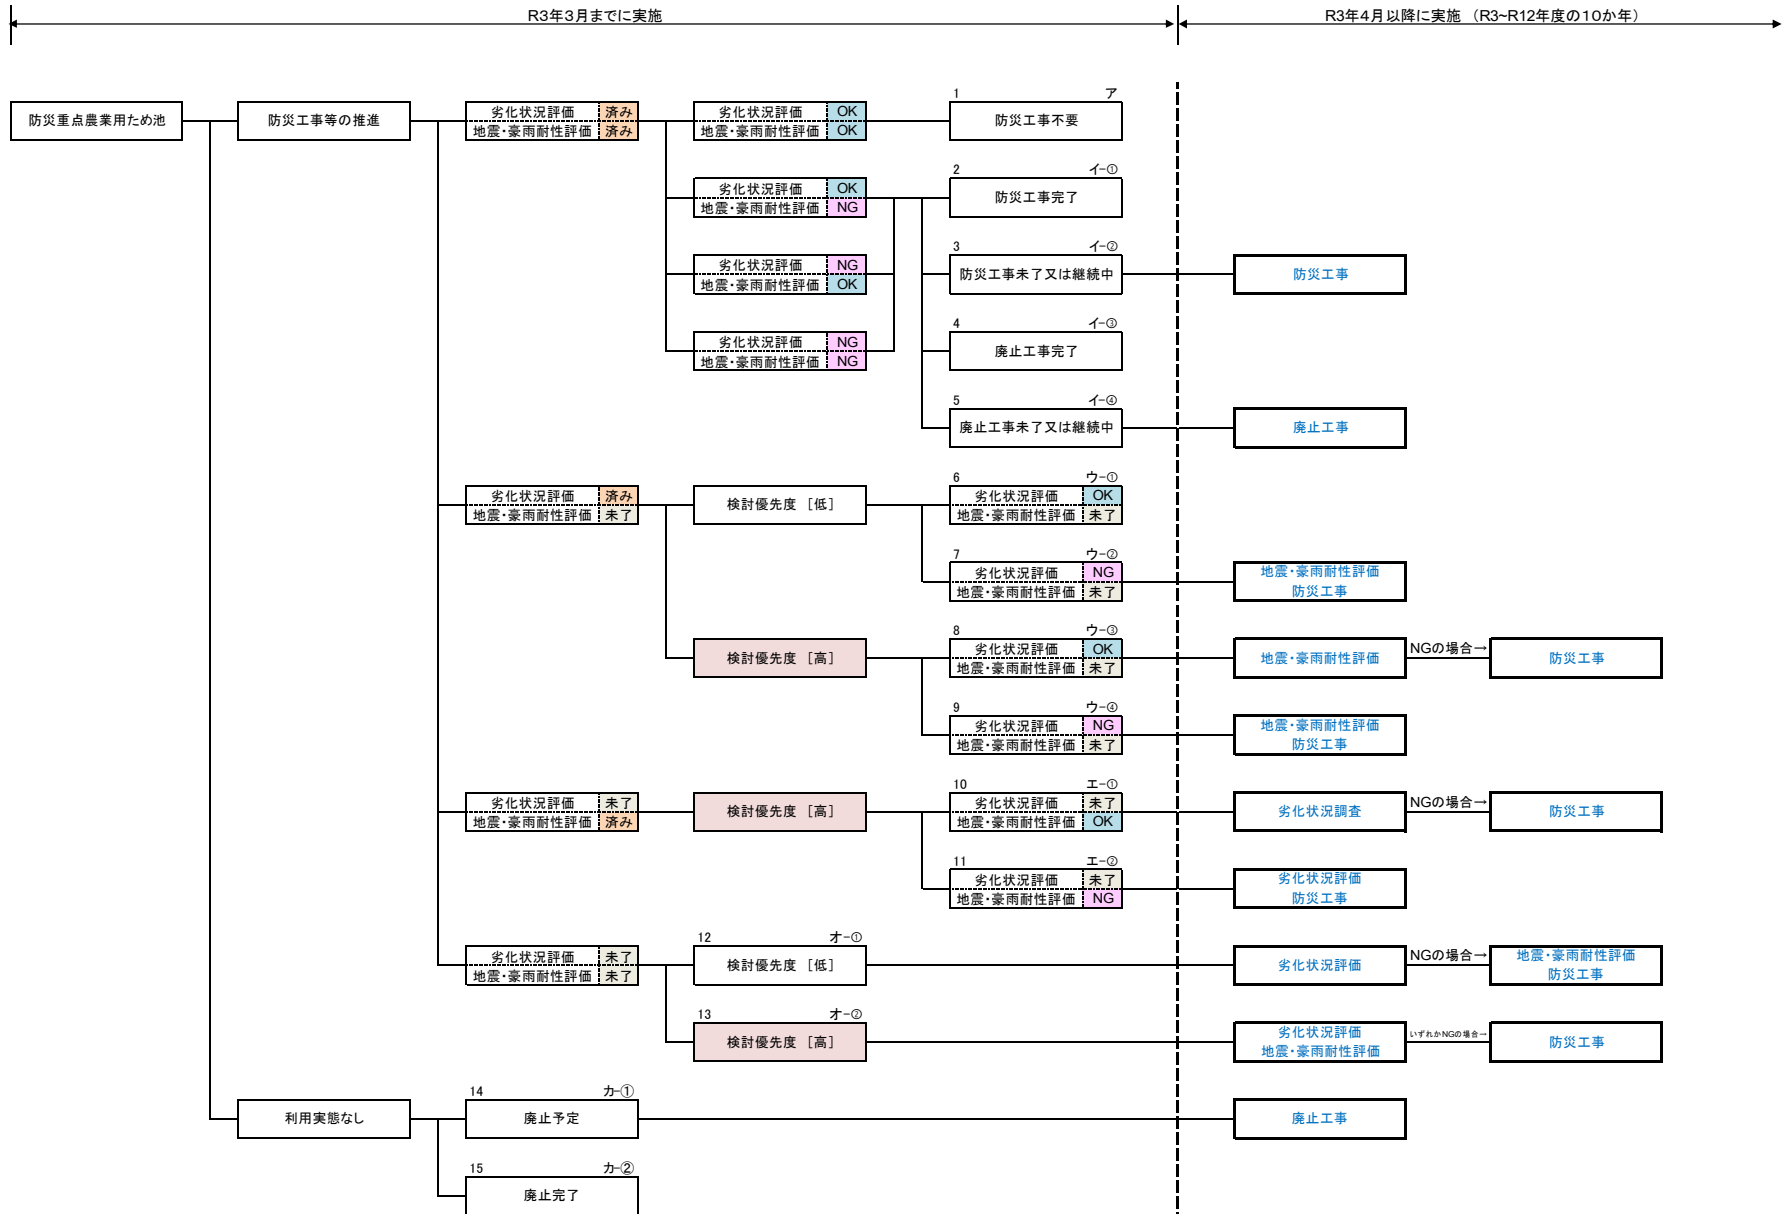 R3年3月までに実施
R3年4月以降に実施 （R3~R12年度の10か年）
防災重点農業用ため池
防災工事等の推進
劣化状況評価 済み
地震・豪雨耐性評価 済み
劣化状況評価 OK
地震・豪雨耐性評価 OK
1 ア
防災工事不要
劣化状況評価 OK
地震・豪雨耐性評価 NG
2 イ-①
防災工事完了
劣化状況評価 NG
地震・豪雨耐性評価 OK
3 イ-②
防災工事未了又は継続中
防災工事
劣化状況評価 NG
地震・豪雨耐性評価 NG
4 イ-③
廃止工事完了
5 イ-④
廃止工事未了又は継続中
廃止工事
劣化状況評価 済み
地震・豪雨耐性評価 未了
検討優先度 ［低］
6 ウ-①
劣化状況評価 OK
地震・豪雨耐性評価 未了
7 ウ-②
劣化状況評価 NG
地震・豪雨耐性評価 未了
地震・豪雨耐性評価
防災工事
検討優先度 ［高］
8 ウ-③
劣化状況評価 OK
地震・豪雨耐性評価 未了
地震・豪雨耐性評価
NGの場合→
防災工事
9 ウ-④
劣化状況評価 NG
地震・豪雨耐性評価 未了
地震・豪雨耐性評価
防災工事
劣化状況評価 未了
地震・豪雨耐性評価 済み
検討優先度 ［高］
10 エ-①
劣化状況評価 未了
地震・豪雨耐性評価 OK
劣化状況調査
NGの場合→
防災工事
11 エ-②
劣化状況評価 未了
地震・豪雨耐性評価 NG
劣化状況評価
防災工事
劣化状況評価 未了
地震・豪雨耐性評価 未了
12 オ-①
検討優先度 ［低］
劣化状況評価
NGの場合→
地震・豪雨耐性評価
防災工事
13 オ-②
検討優先度 ［高］
劣化状況評価
地震・豪雨耐性評価
いずれかNGの場合→
防災工事
利用実態なし
14 カ-①
廃止予定
廃止工事
15 カ-②
廃止完了